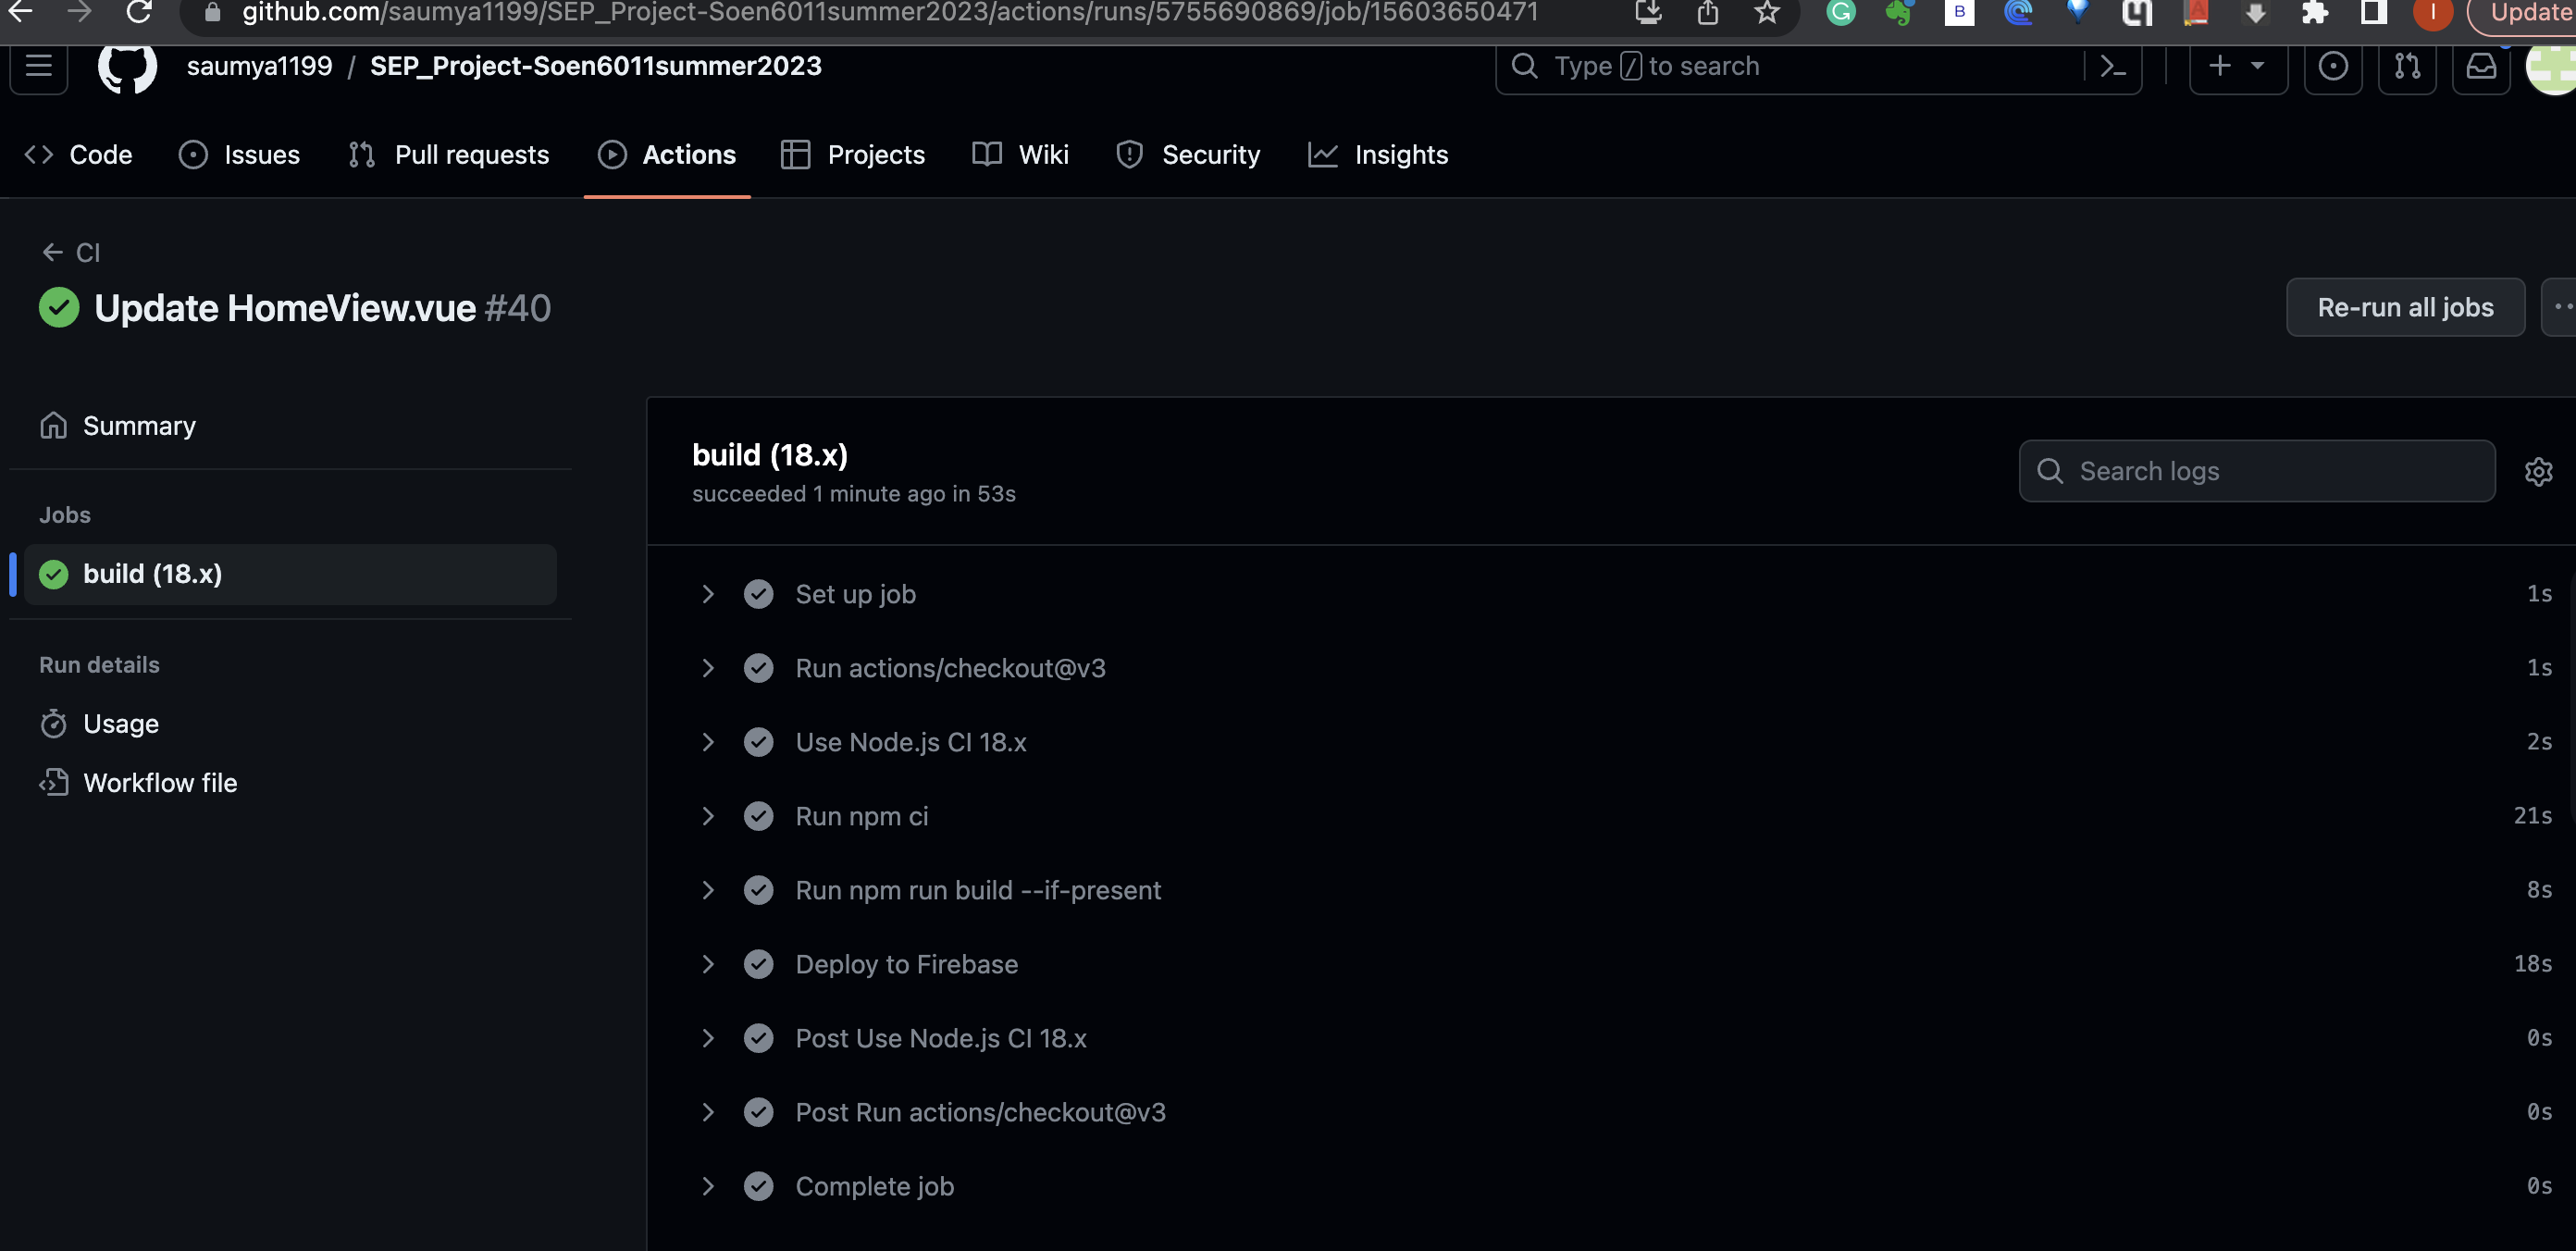 github.com/saumya1199/SEP_Project-Soen6011summer2023/actions/runs/5755690869/job/15603650471
Update
saumya1199 / SEP_Project-Soen6011summer2023
Type / to search
Code
Issues
Pull requests
Actions
Projects
Wiki
Security
Insights
CI
Update HomeView.vue #40
Re-run all jobs
Summary
Jobs
build (18.x)
Run details
Usage
Workflow file
build (18.x)
succeeded 1 minute ago in 53s
Search logs
Set up job 1s
Run actions/checkout@v3 1s
Use Node.js CI 18.x 2s
Run npm ci 21s
Run npm run build --if-present 8s
Deploy to Firebase 18s
Post Use Node.js CI 18.x 0s
Post Run actions/checkout@v3 0s
Complete job 0s